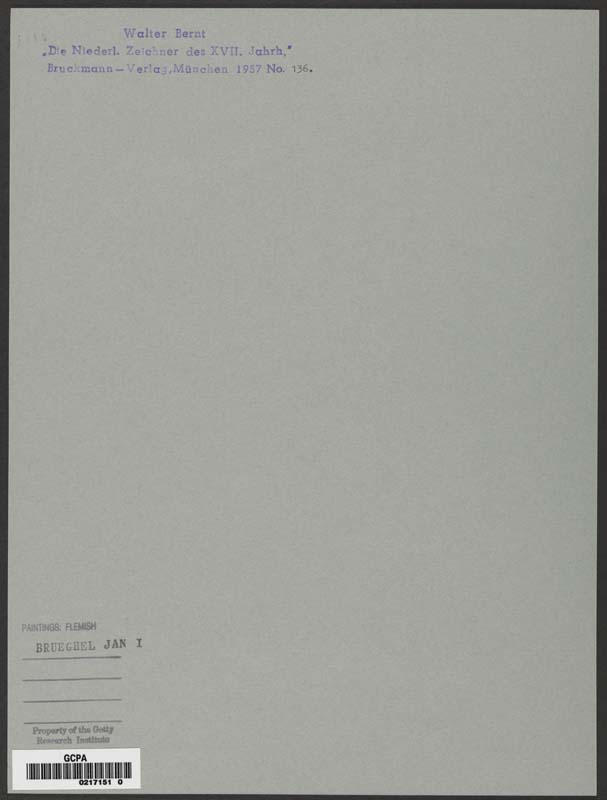 Walter Bernt
„Die Niederl. Zeichner des XVII. Jahrh."
Bruckmann—Verlag, München 1957 No. 136.
PAINTINGS: FLEMISH
BRUEGHEL JAN I
Property of the Getty
Research Institute
GCPA
0217151 0